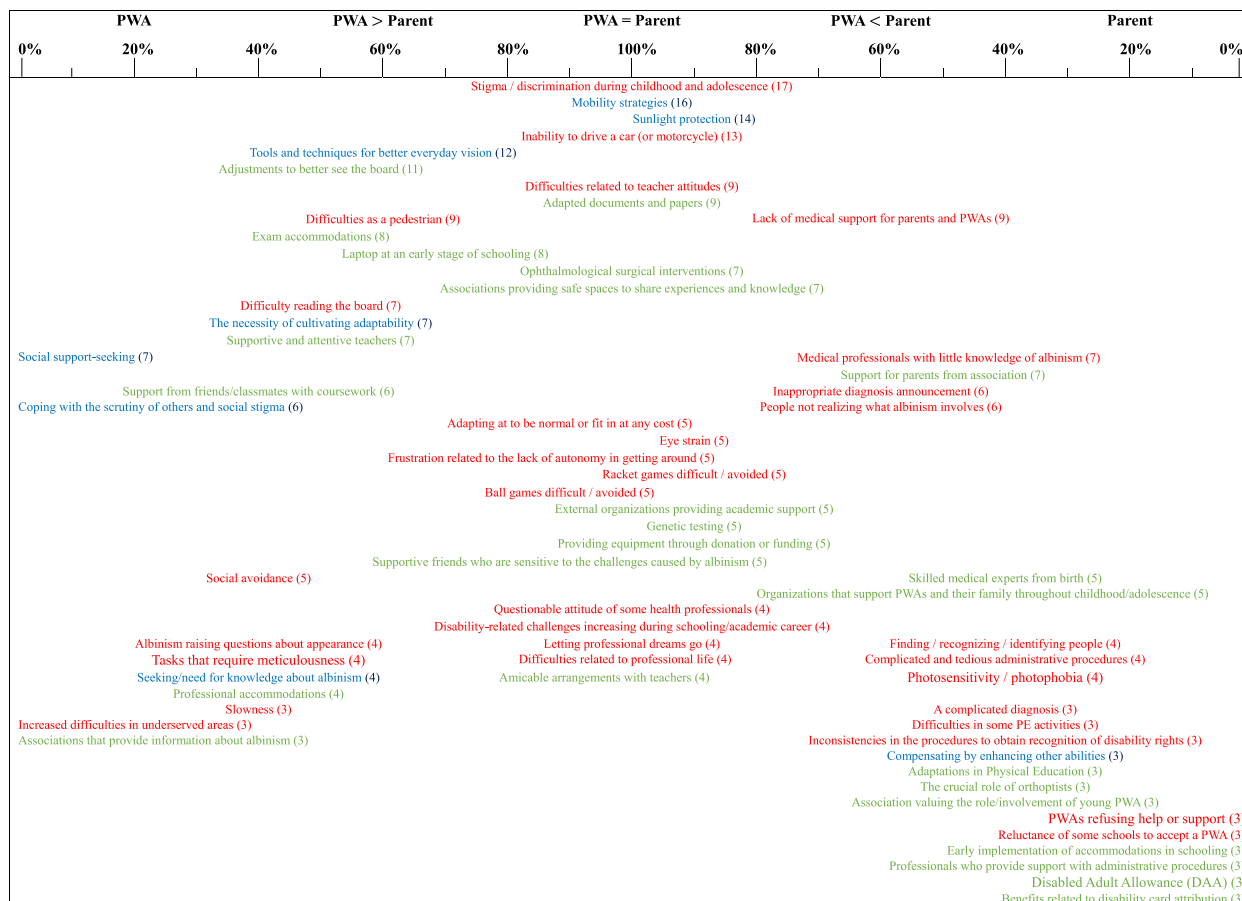 PWA PWA > Parent PWA = Parent PWA < Parent Parent
0% 20% 40% 60% 80% 100% 80% 60% 40% 20% 0%
Stigma / discrimination during childhood and adolescence (17)
Mobility strategies (16)
Sunlight protection (14)
Inability to drive a car (or motorcycle) (13)
Tools and techniques for better everyday vision (12)
Adjustments to better see the board (11)
Difficulties related to teacher attitudes (9)
Adapted documents and papers (9)
Difficulties as a pedestrian (9) Lack of medical support for parents and PWAs (9)
Exam accommodations (8)
Laptop at an early stage of schooling (8)
Ophthalmological surgical interventions (7)
Associations providing safe spaces to share experiences and knowledge (7)
Difficulty reading the board (7)
The necessity of cultivating adaptability (7)
Supportive and attentive teachers (7)
Social support-seeking (7) Medical professionals with little knowledge of albinism (7)
Support for parents from association (7)
Support from friends/classmates with coursework (6) Inappropriate diagnosis announcement (6)
Coping with the scrutiny of others and social stigma (6) People not realizing what albinism involves (6)
Adapting at to be normal or fit in at any cost (5)
Eye strain (5)
Frustration related to the lack of autonomy in getting around (5)
Racket games difficult / avoided (5)
Ball games difficult / avoided (5)
External organizations providing academic support (5)
Genetic testing (5)
Providing equipment through donation or funding (5)
Supportive friends who are sensitive to the challenges caused by albinism (5)
Social avoidance (5) Skilled medical experts from birth (5)
Organizations that support PWAs and their family throughout childhood/adolescence (5)
Questionable attitude of some health professionals (4)
Disability-related challenges increasing during schooling/academic career (4)
Albinism raising questions about appearance (4) Letting professional dreams go (4) Finding / recognizing / identifying people (4)
Tasks that require meticulousness (4) Difficulties related to professional life (4) Complicated and tedious administrative procedures (4)
Seeking/need for knowledge about albinism (4) Amicable arrangements with teachers (4) Photosensitivity / photophobia (4)
Professional accommodations (4)
Slowness (3) A complicated diagnosis (3)
Increased difficulties in underserved areas (3) Difficulties in some PE activities (3)
Associations that provide information about albinism (3) Inconsistencies in the procedures to obtain recognition of disability rights (3)
Compensating by enhancing other abilities (3)
Adaptations in Physical Education (3)
The crucial role of orthoptists (3)
Association valuing the role/involvement of young PWA (3)
PWAs refusing help or support (3
Reluctance of some schools to accept a PWA (3
Early implementation of accommodations in schooling (3
Professionals who provide support with administrative procedures (3
Disabled Adult Allowance (DAA) (3
Benefits related to disability card attribution (3